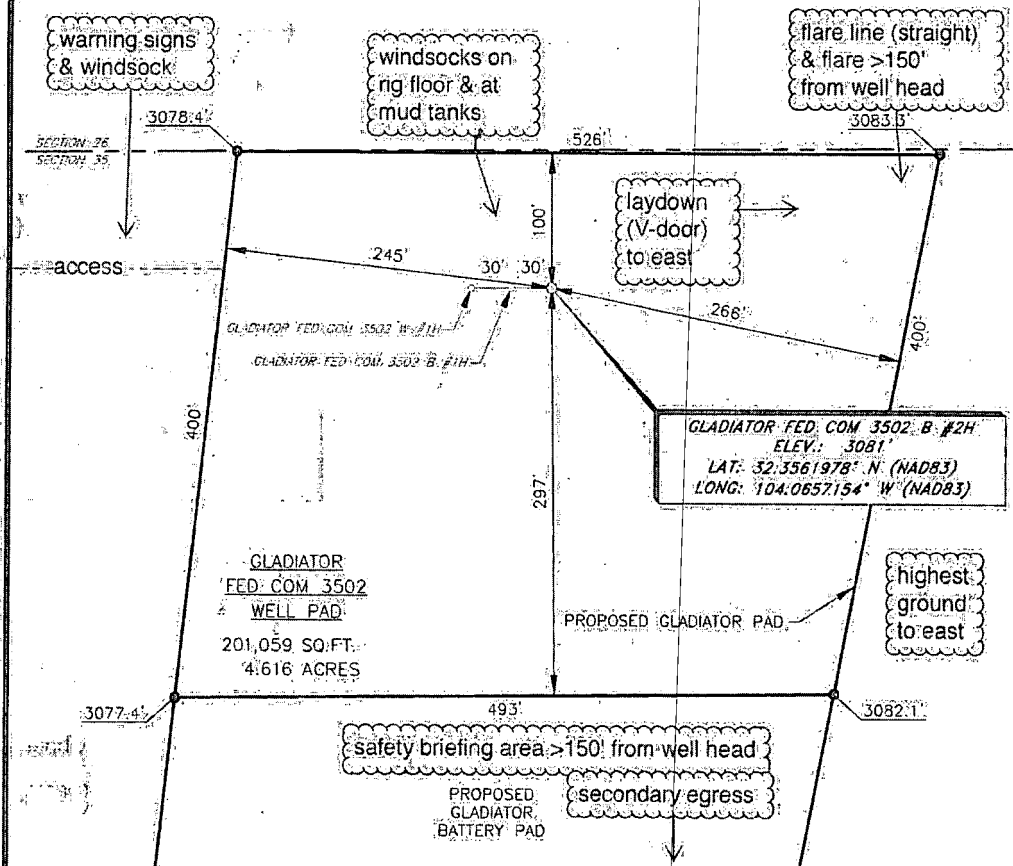 warning signs
& windsock
windsocks on
rig floor & at
mud tanks
flare line (straight)
& flare >150'
from well head
3078.4'
3083.3'
SECTION 26
SECTION 35
526'
laydown
(V-door)
to east
100'
access
245'
30' 30'
266'
400'
GLADIATOR FED COM 3502 W #1H
GLADIATOR FED COM 3502 B #1H
400'
GLADIATOR FED COM 3502 B #2H
ELEV.: 3081'
LAT: 32.3561978° N (NAD83)
LONG: 104.0657154° W (NAD83)
297'
GLADIATOR
FED COM 3502
WELL PAD
201,059 SQ.FT.
4.616 ACRES
PROPOSED GLADIATOR PAD
highest
ground
to east
3077.4'
493'
3082.1'
safety briefing area >150' from well head
PROPOSED
GLADIATOR
BATTERY PAD
secondary egress